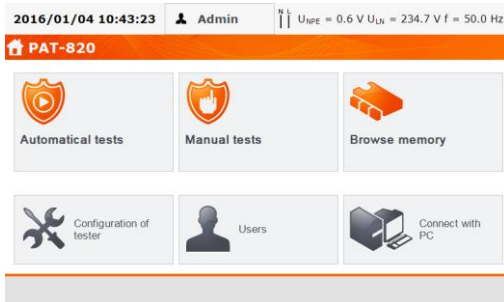 2016/01/04 10:43:23 Admin N L UNPE = 0.6 V ULN = 234.7 V f = 50.0 Hz
PAT-820
Automatical tests Manual tests Browse memory
Configuration of tester Users Connect with PC